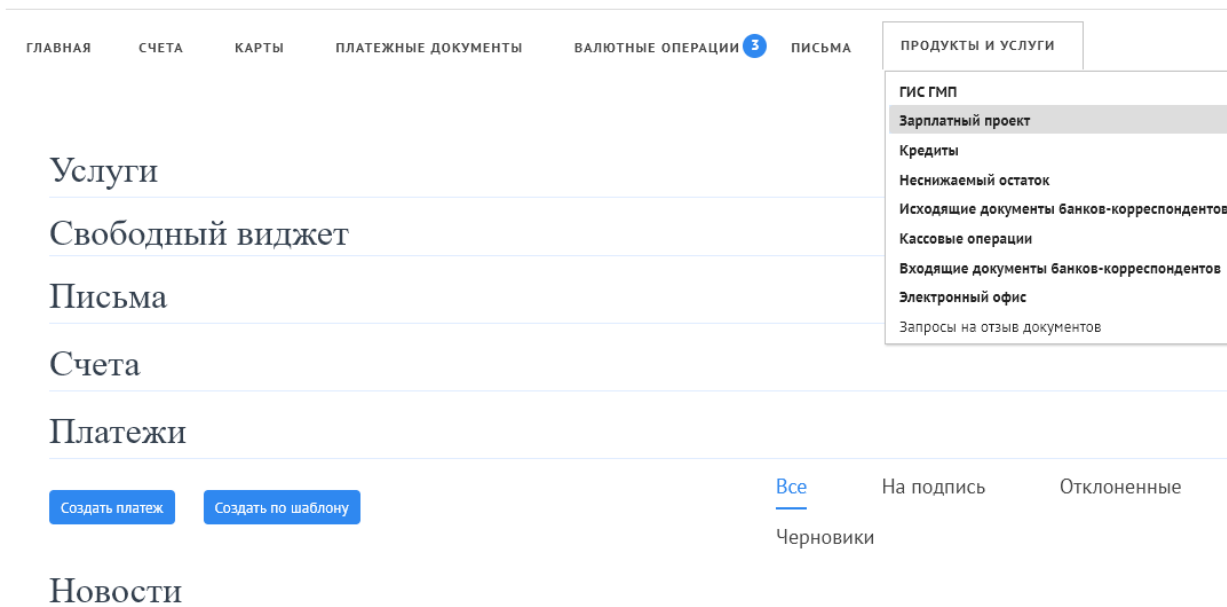 ГЛАВНАЯ СЧЕТА КАРТЫ ПЛАТЕЖНЫЕ ДОКУМЕНТЫ ВАЛЮТНЫЕ ОПЕРАЦИИ 3 ПИСЬМА ПРОДУКТЫ И УСЛУГИ
ГИС ГМП
Зарплатный проект
Кредиты
Неснижаемый остаток
Исходящие документы банков-корреспондентов
Кассовые операции
Входящие документы банков-корреспондентов
Электронный офис
Запросы на отзыв документов
Услуги
Свободный виджет
Письма
Счета
Платежи
Создать платеж Создать по шаблону
Все На подпись Отклоненные
Черновики
Новости